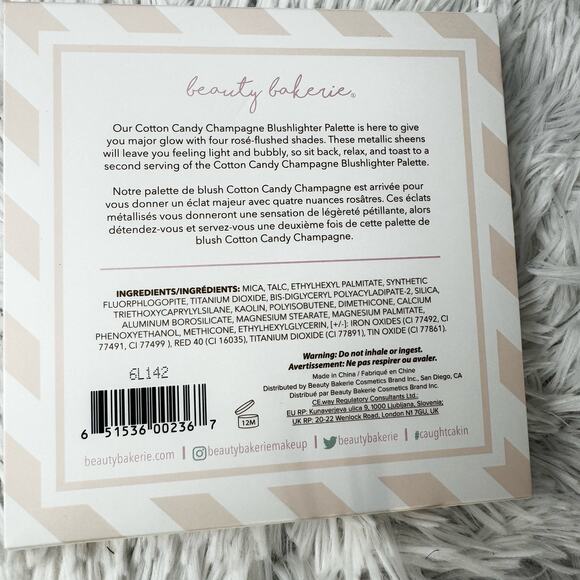 beauty bakerie®
Our Cotton Candy Champagne Blushlighter Palette is here to give
you major glow with four rosé-flushed shades. These metallic sheens
will leave you feeling light and bubbly, so sit back, relax, and toast to a
second serving of the Cotton Candy Champagne Blushlighter Palette.
Notre palette de blush Cotton Candy Champagne est arrivée pour
vous donner un éclat majeur avec quatre nuances rosâtres. Ces éclats
métallisés vous donneront une sensation de légèreté pétillante, alors
détendez-vous et servez-vous une deuxième fois de cette palette de
blush Cotton Candy Champagne.
INGREDIENTS/INGRÉDIENTS: MICA, TALC, ETHYLHEXYL PALMITATE, SYNTHETIC
FLUORPHLOGOPITE, TITANIUM DIOXIDE, BIS-DIGLYCERYL POLYACYLADIPATE-2, SILICA,
TRIETHOXYCAPRYLYLSILANE, KAOLIN, POLYISOBUTENE, DIMETHICONE, CALCIUM
ALUMINUM BOROSILICATE, MAGNESIUM STEARATE, MAGNESIUM PALMITATE,
PHENOXYETHANOL, METHICONE, ETHYLHEXYLGLYCERIN, [+/-]: IRON OXIDES (CI 77492, CI
77491, CI 77499 ), RED 40 (CI 16035), TITANIUM DIOXIDE (CI 77891), TIN OXIDE (CI 77861).
Warning: Do not inhale or ingest.
Avertissement: Ne pas respirer ou avaler.
Made in China / Fabriqué en Chine
Distributed by Beauty Bakerie Cosmetics Brand Inc., San Diego, CA
CE.way Regulatory Consultants Ltd.:
EU RP: Kunaverjeva ulica 9, 1000 Ljubljana, Slovenia;
UK RP: 20-22 Wenlock Road, London N1 7GU, UK
6L142
6 51536 00236 7
12M
beautybakerie.com | beautybakeriemakeup | beautybakerie | #caughtcakin